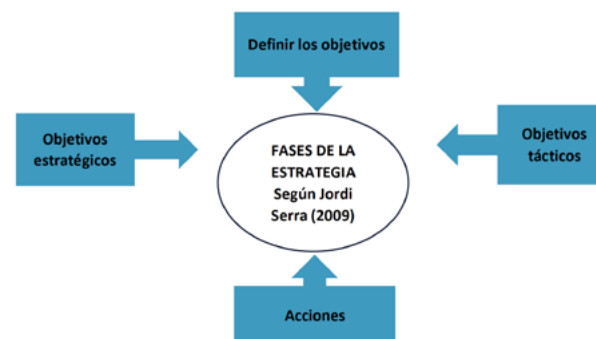 Definir los objetivos
Objetivos
estratégicos
FASES DE LA
ESTRATEGIA
Según Jordi
Serra (2009)
Objetivos
tácticos
Acciones